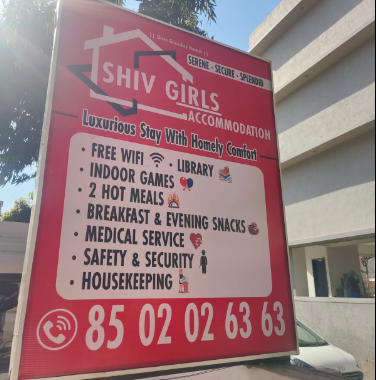 SERENE - SECURE - SPLENDID
SHIV GIRLS
ACCOMMODATION
Luxurious Stay With Homely Comfort
• FREE WIFI • LIBRARY
• INDOOR GAMES
• 2 HOT MEALS
• BREAKFAST & EVENING SNACKS
• MEDICAL SERVICE
• SAFETY & SECURITY
• HOUSEKEEPING
85 02 02 63 63